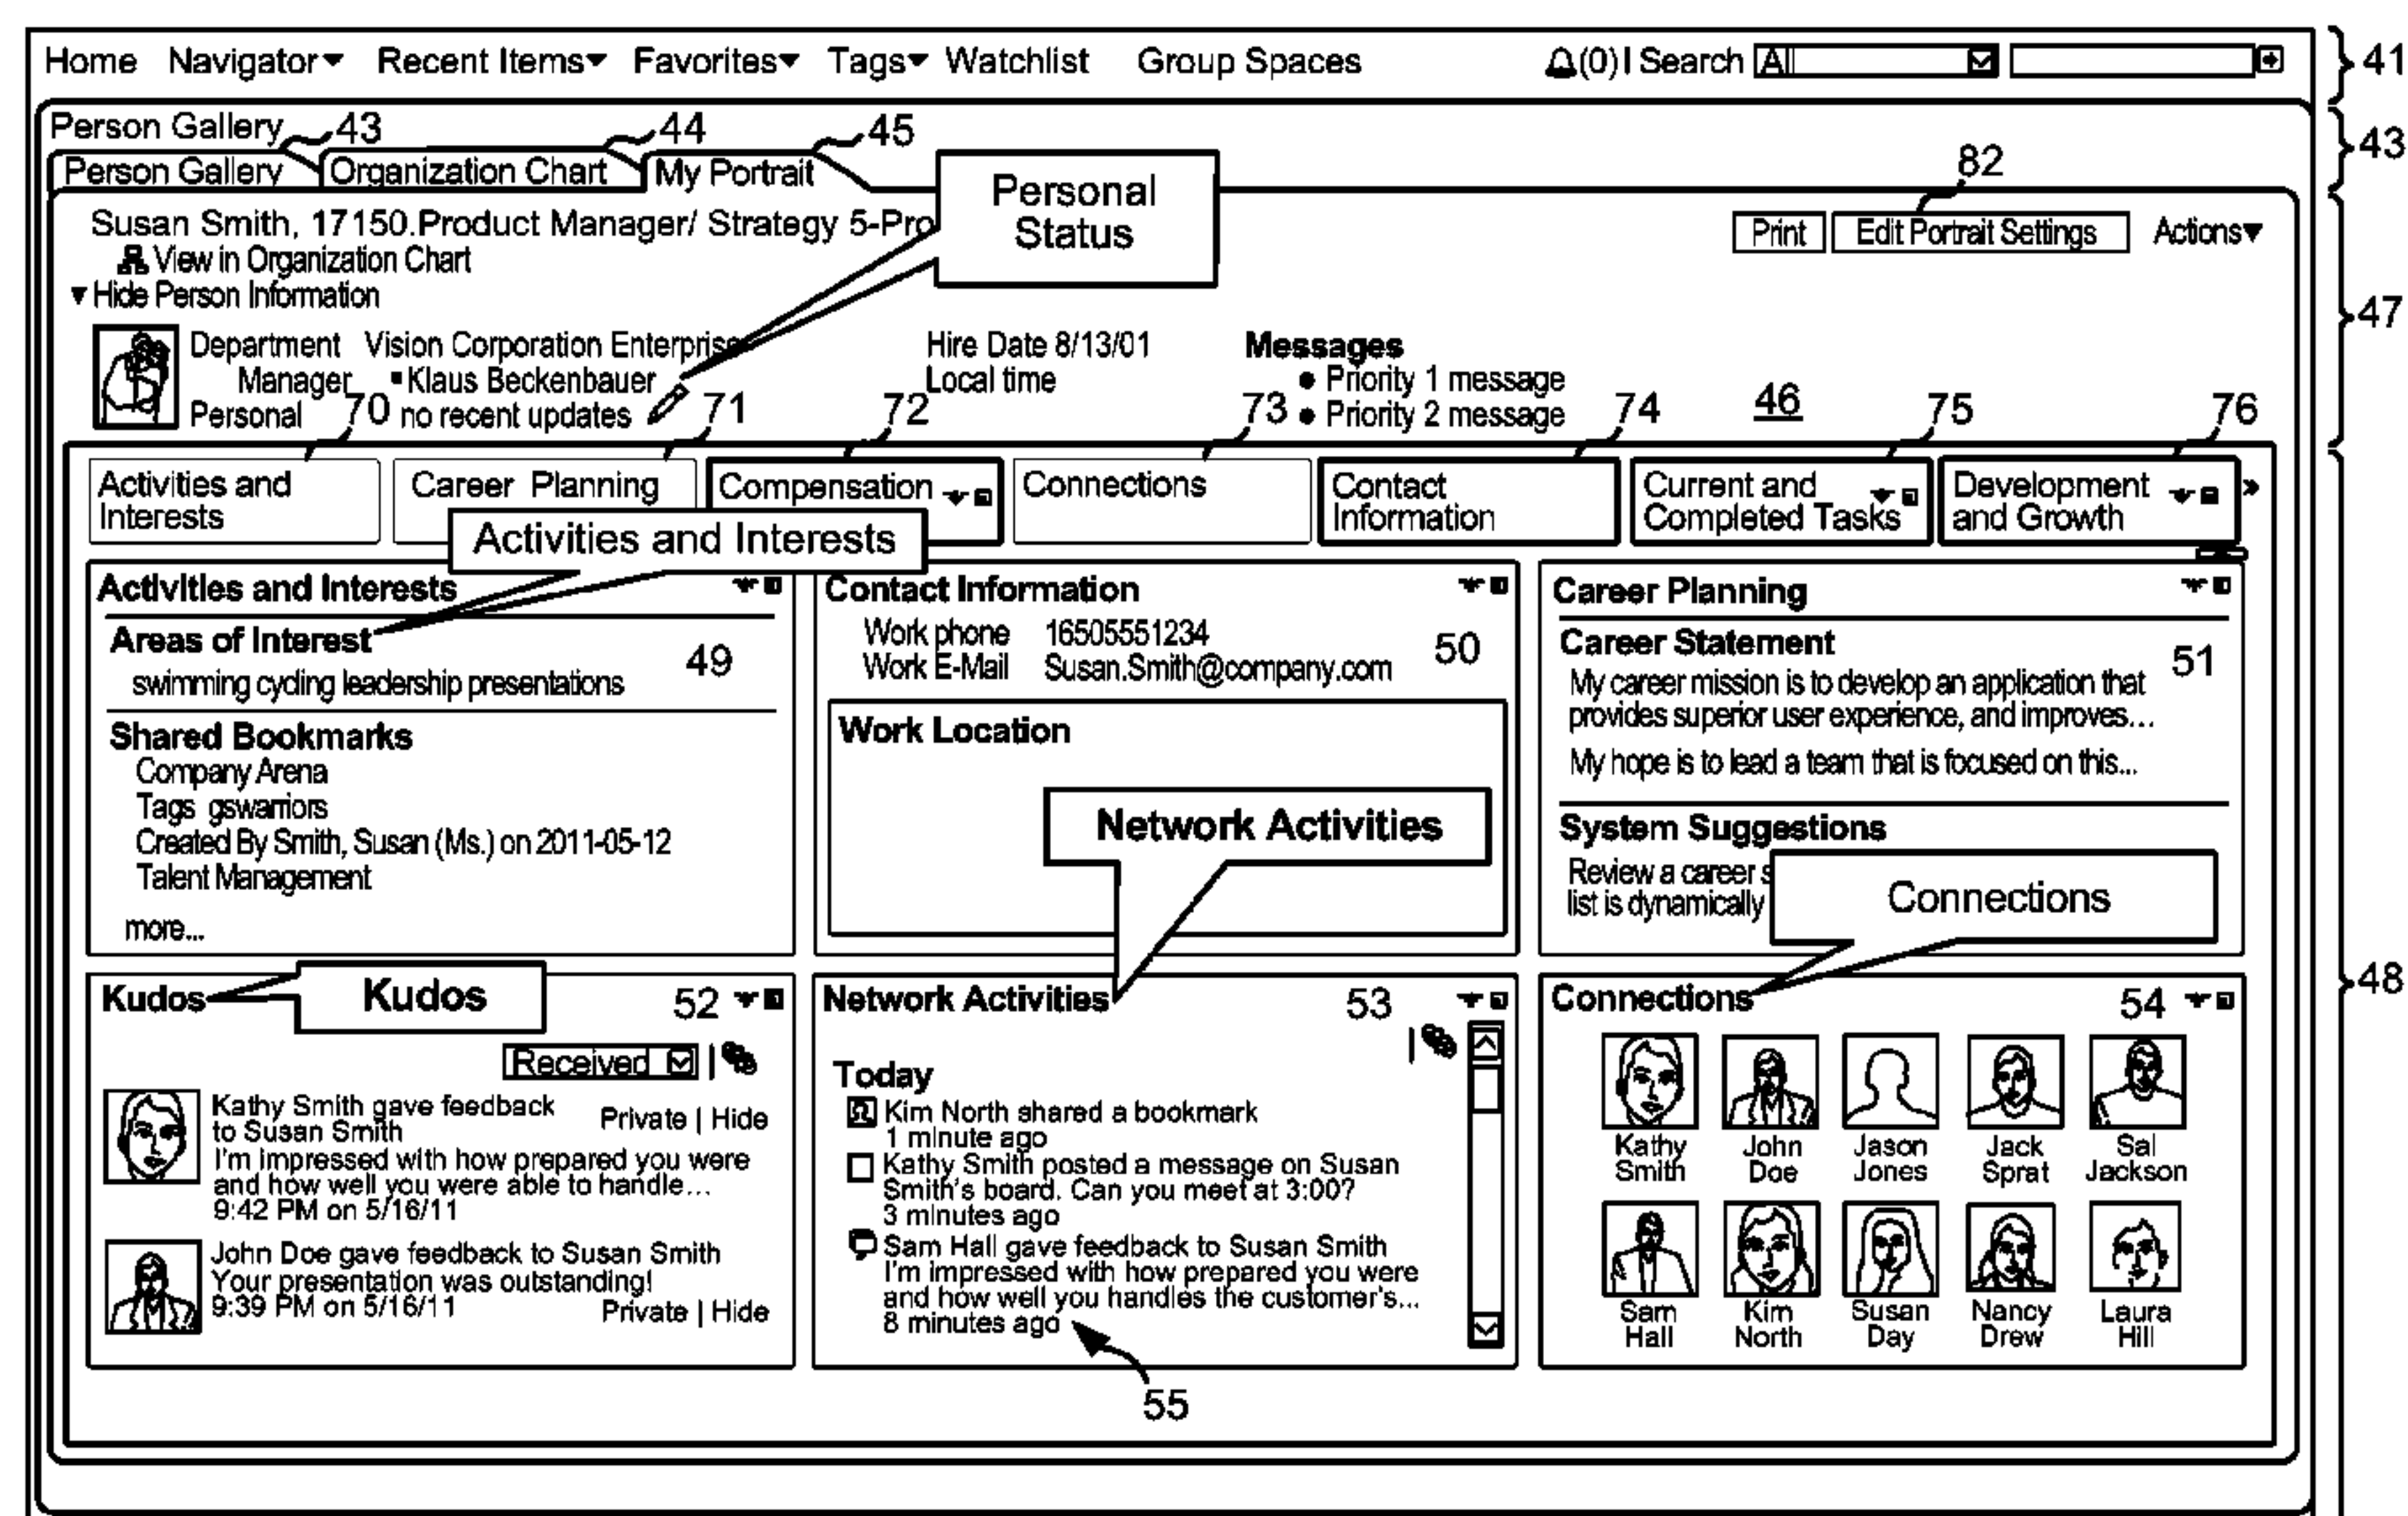 Home Navigator Recent Items Favorites Tags Watchlist Group Spaces (0) | Search All
41
Person Gallery 43 44 45
43
Person Gallery Organization Chart My Portrait
Personal
Status
82
Susan Smith, 17150.Product Manager/ Strategy 5-Pro
Print Edit Portrait Settings Actions
View in Organization Chart
Hide Person Information
47
Department Vision Corporation Enterprise
Manager Klaus Beckenbauer
Personal no recent updates
Hire Date 8/13/01
Local time
Messages
• Priority 1 message
• Priority 2 message
46
70 71 72 73 74 75 76
Activities and
Interests
Career Planning
Compensation
Connections
Contact
Information
Current and
Completed Tasks
Development
and Growth
»
Activities and Interests
Activities and Interests
Areas of Interest
49
swimming cycling leadership presentations
Shared Bookmarks
Company Arena
Tags gswarriors
Created By Smith, Susan (Ms.) on 2011-05-12
Talent Management
more...
Contact Information
Work phone 16505551234
Work E-Mail Susan.Smith@company.com
50
Work Location
Network Activities
Career Planning
Career Statement
51
My career mission is to develop an application that
provides superior user experience, and improves...
My hope is to lead a team that is focused on this...
System Suggestions
Review a career s
list is dynamically
Connections
48
Kudos
Kudos
52
Received
Kathy Smith gave feedback
to Susan Smith
Private | Hide
I'm impressed with how prepared you were
and how well you were able to handle...
9:42 PM on 5/16/11
John Doe gave feedback to Susan Smith
Your presentation was outstanding!
9:39 PM on 5/16/11
Private | Hide
Network Activities
53
Today
Kim North shared a bookmark
1 minute ago
Kathy Smith posted a message on Susan
Smith's board. Can you meet at 3:00?
3 minutes ago
Sam Hall gave feedback to Susan Smith
I'm impressed with how prepared you were
and how well you handles the customer's...
8 minutes ago
55
Connections
54
Kathy
Smith
John
Doe
Jason
Jones
Jack
Sprat
Sal
Jackson
Sam
Hall
Kim
North
Susan
Day
Nancy
Drew
Laura
Hill